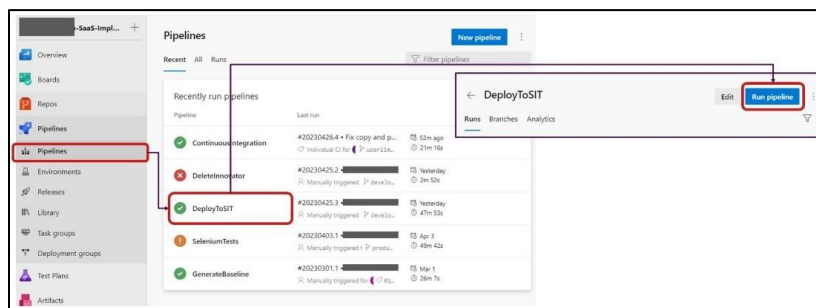 -SaaS-Impl... +
Overview
Boards
Repos
Pipelines
Pipelines
Environments
Releases
Library
Task groups
Deployment groups
Test Plans
Artifacts
Pipelines
New pipeline
Recent All Runs
Filter pipelines
Recently run pipelines
Pipeline Last run
ContinuousIntegration
#20230426.4 • Fix copy and p... 52m ago
Individual CI for userlim... 21m 16s
DeleteInnovator
#20230425.2 • Yesterday
Manually triggered develo... 2m 52s
DeployToSIT
#20230425.3 • Yesterday
Manually triggered develo... 47m 53s
SeleniumTests
#20230403.1 • Apr 3
Manually triggered produ... 49m 42s
GenerateBaseline
#20230301.1 • Mar 1
Manually triggered for 26m 7s
← DeployToSIT
Edit Run pipeline
Runs Branches Analytics